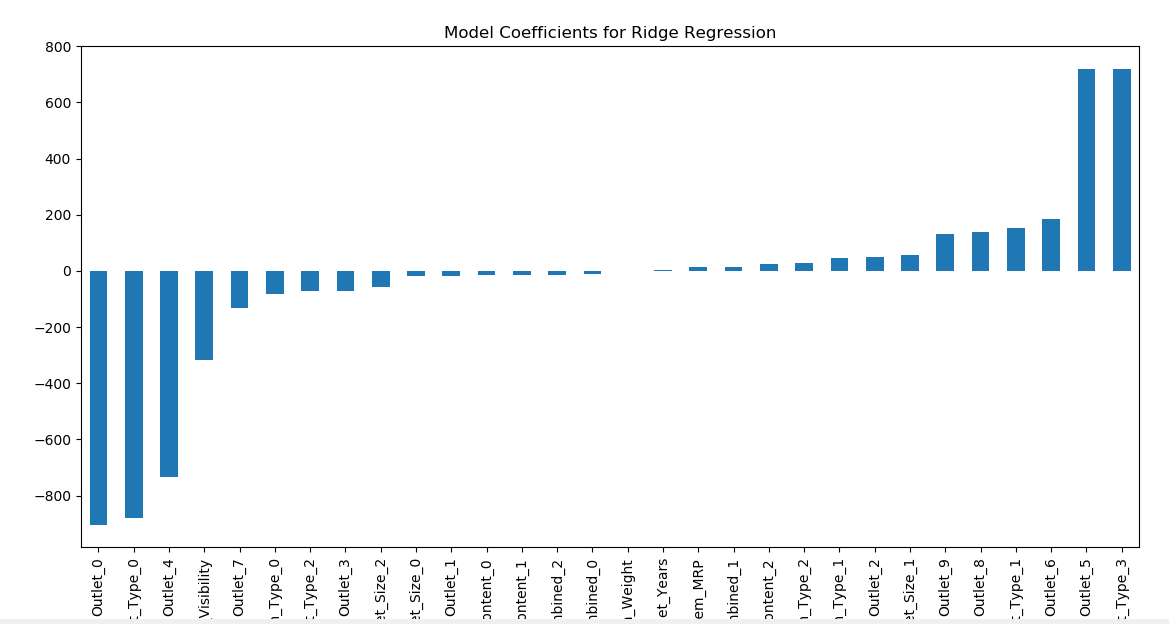 Model Coefficients for Ridge Regression
800
600
400
200
0
−200
−400
−600
−800
Outlet_0
t_Type_0
Outlet_4
_Visibility
Outlet_7
n_Type_0
t_Type_2
Outlet_3
et_Size_2
et_Size_0
Outlet_1
ontent_0
ontent_1
mbined_2
mbined_0
n_Weight
et_Years
em_MRP
mbined_1
ontent_2
n_Type_2
n_Type_1
Outlet_2
et_Size_1
Outlet_9
Outlet_8
t_Type_1
Outlet_6
Outlet_5
t_Type_3